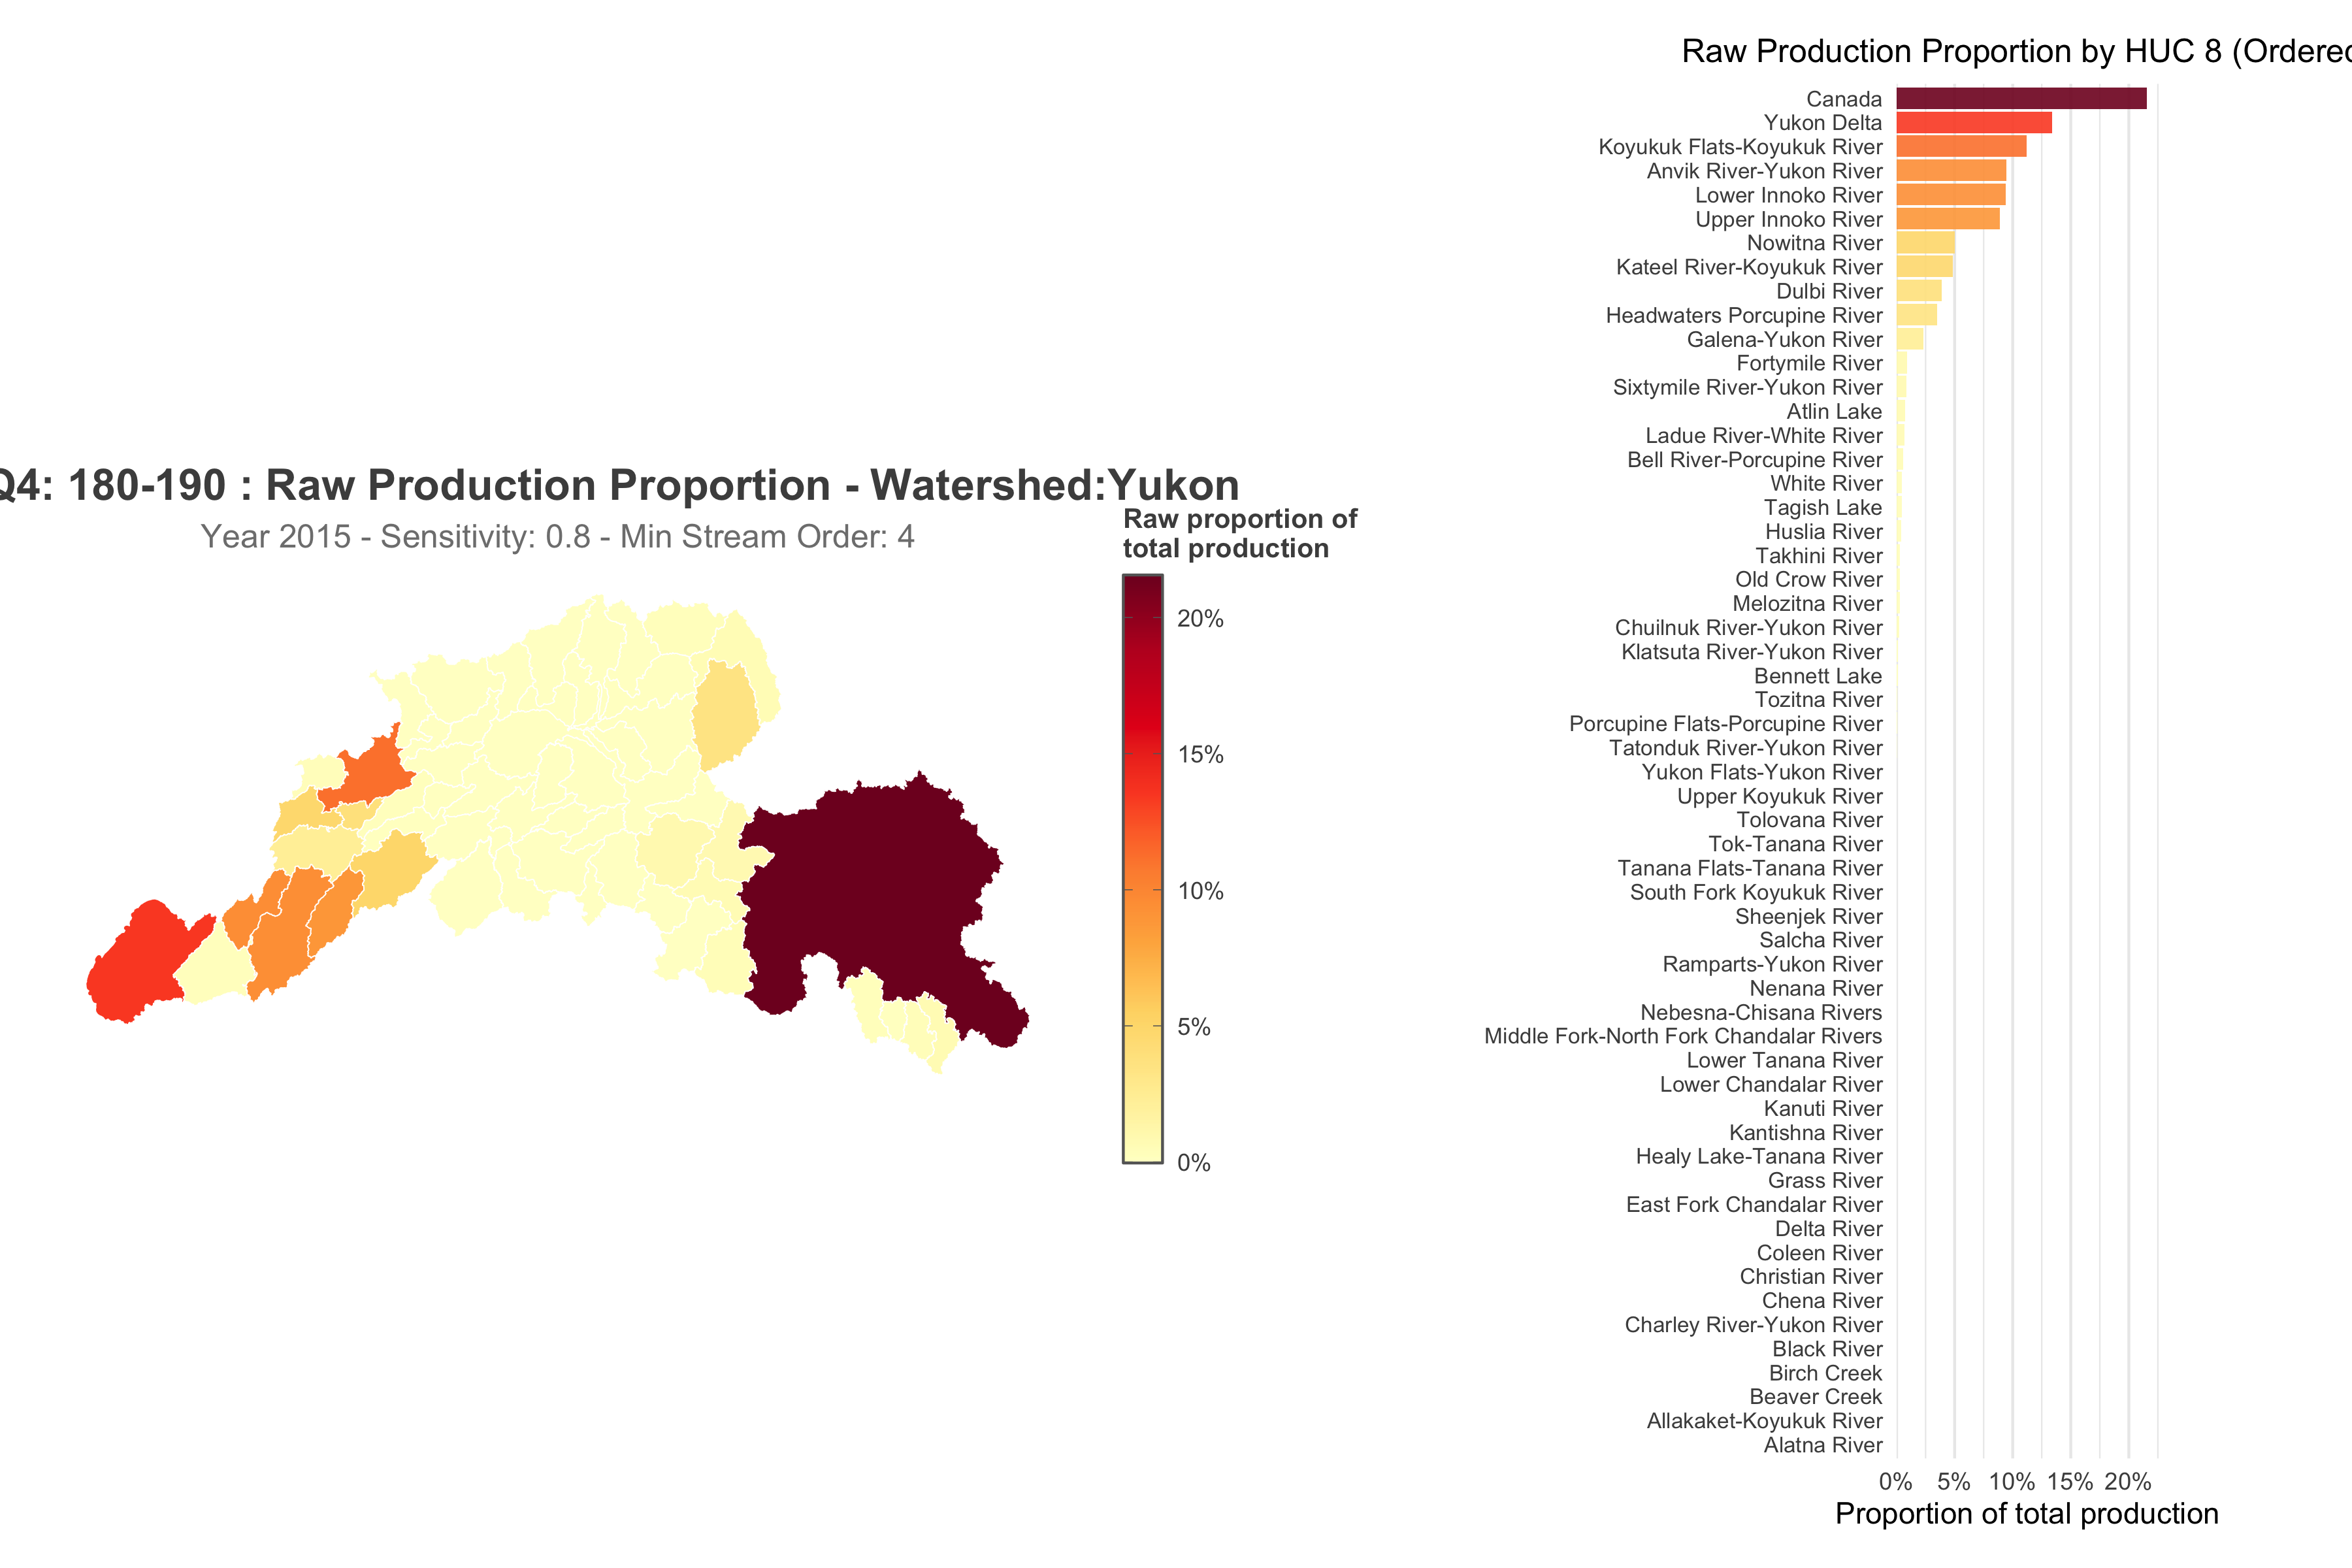 Q4: 180-190 : Raw Production Proportion - Watershed:Yukon
Year 2015 - Sensitivity: 0.8 - Min Stream Order: 4
Raw proportion of
total production
20%
15%
10%
5%
0%
Raw Production Proportion by HUC 8 (Ordered
Canada
Yukon Delta
Koyukuk Flats-Koyukuk River
Anvik River-Yukon River
Lower Innoko River
Upper Innoko River
Nowitna River
Kateel River-Koyukuk River
Dulbi River
Headwaters Porcupine River
Galena-Yukon River
Fortymile River
Sixtymile River-Yukon River
Atlin Lake
Ladue River-White River
Bell River-Porcupine River
White River
Tagish Lake
Huslia River
Takhini River
Old Crow River
Melozitna River
Chuilnuk River-Yukon River
Klatsuta River-Yukon River
Bennett Lake
Tozitna River
Porcupine Flats-Porcupine River
Tatonduk River-Yukon River
Yukon Flats-Yukon River
Upper Koyukuk River
Tolovana River
Tok-Tanana River
Tanana Flats-Tanana River
South Fork Koyukuk River
Sheenjek River
Salcha River
Ramparts-Yukon River
Nenana River
Nebesna-Chisana Rivers
Middle Fork-North Fork Chandalar Rivers
Lower Tanana River
Lower Chandalar River
Kanuti River
Kantishna River
Healy Lake-Tanana River
Grass River
East Fork Chandalar River
Delta River
Coleen River
Christian River
Chena River
Charley River-Yukon River
Black River
Birch Creek
Beaver Creek
Allakaket-Koyukuk River
Alatna River
0% 5% 10% 15% 20%
Proportion of total production